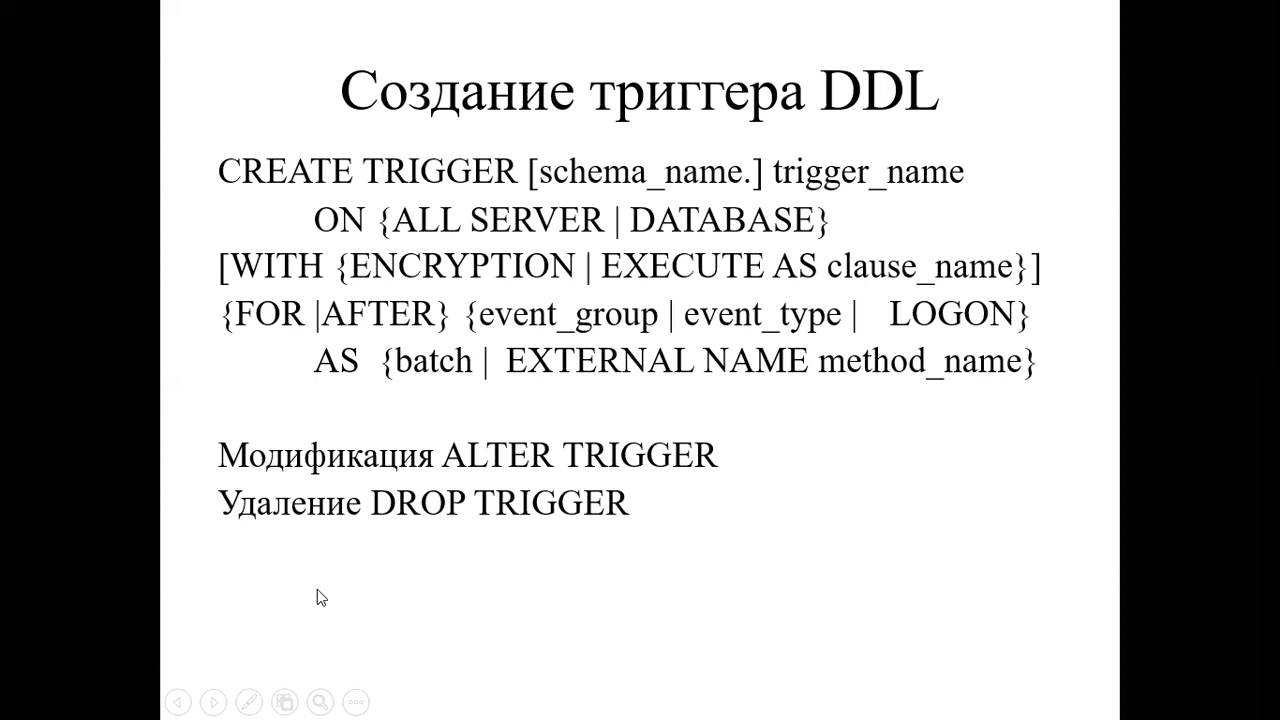 Создание триггера DDL
CREATE TRIGGER [schema_name.] trigger_name
ON {ALL SERVER | DATABASE}
[WITH {ENCRYPTION | EXECUTE AS clause_name}]
{FOR |AFTER} {event_group | event_type | LOGON}
AS {batch | EXTERNAL NAME method_name}
Модификация ALTER TRIGGER
Удаление DROP TRIGGER